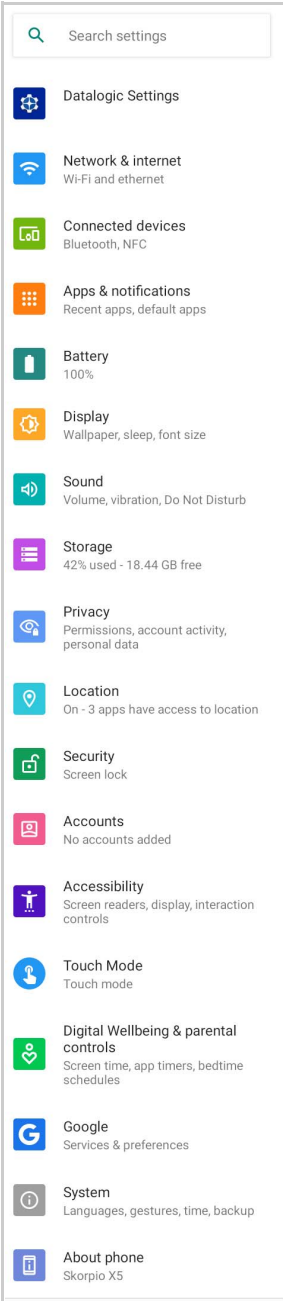 Search settings
Datalogic Settings
Network & internet
Wi-Fi and ethernet
Connected devices
Bluetooth, NFC
Apps & notifications
Recent apps, default apps
Battery
100%
Display
Wallpaper, sleep, font size
Sound
Volume, vibration, Do Not Disturb
Storage
42% used - 18.44 GB free
Privacy
Permissions, account activity,
personal data
Location
On - 3 apps have access to location
Security
Screen lock
Accounts
No accounts added
Accessibility
Screen readers, display, interaction
controls
Touch Mode
Touch mode
Digital Wellbeing & parental
controls
Screen time, app timers, bedtime
schedules
Google
Services & preferences
System
Languages, gestures, time, backup
About phone
Skorpio X5